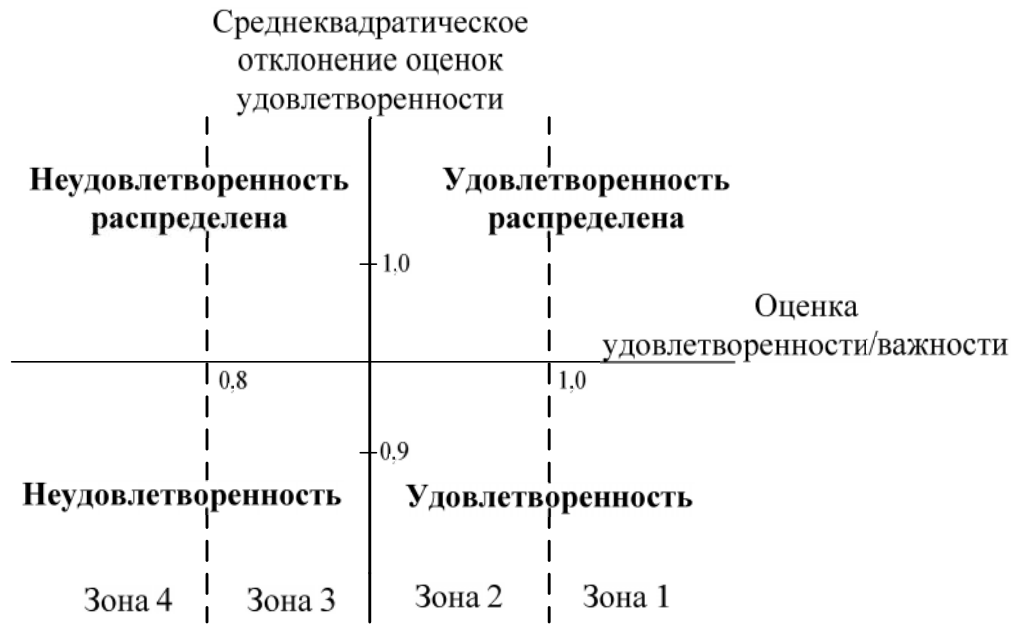 Среднеквадратическое
отклонение оценок
удовлетворенности
Неудовлетворенность
распределена
Удовлетворенность
распределена
1,0
Оценка
удовлетворенности/важности
0,8
1,0
0,9
Неудовлетворенность
Удовлетворенность
Зона 4
Зона 3
Зона 2
Зона 1